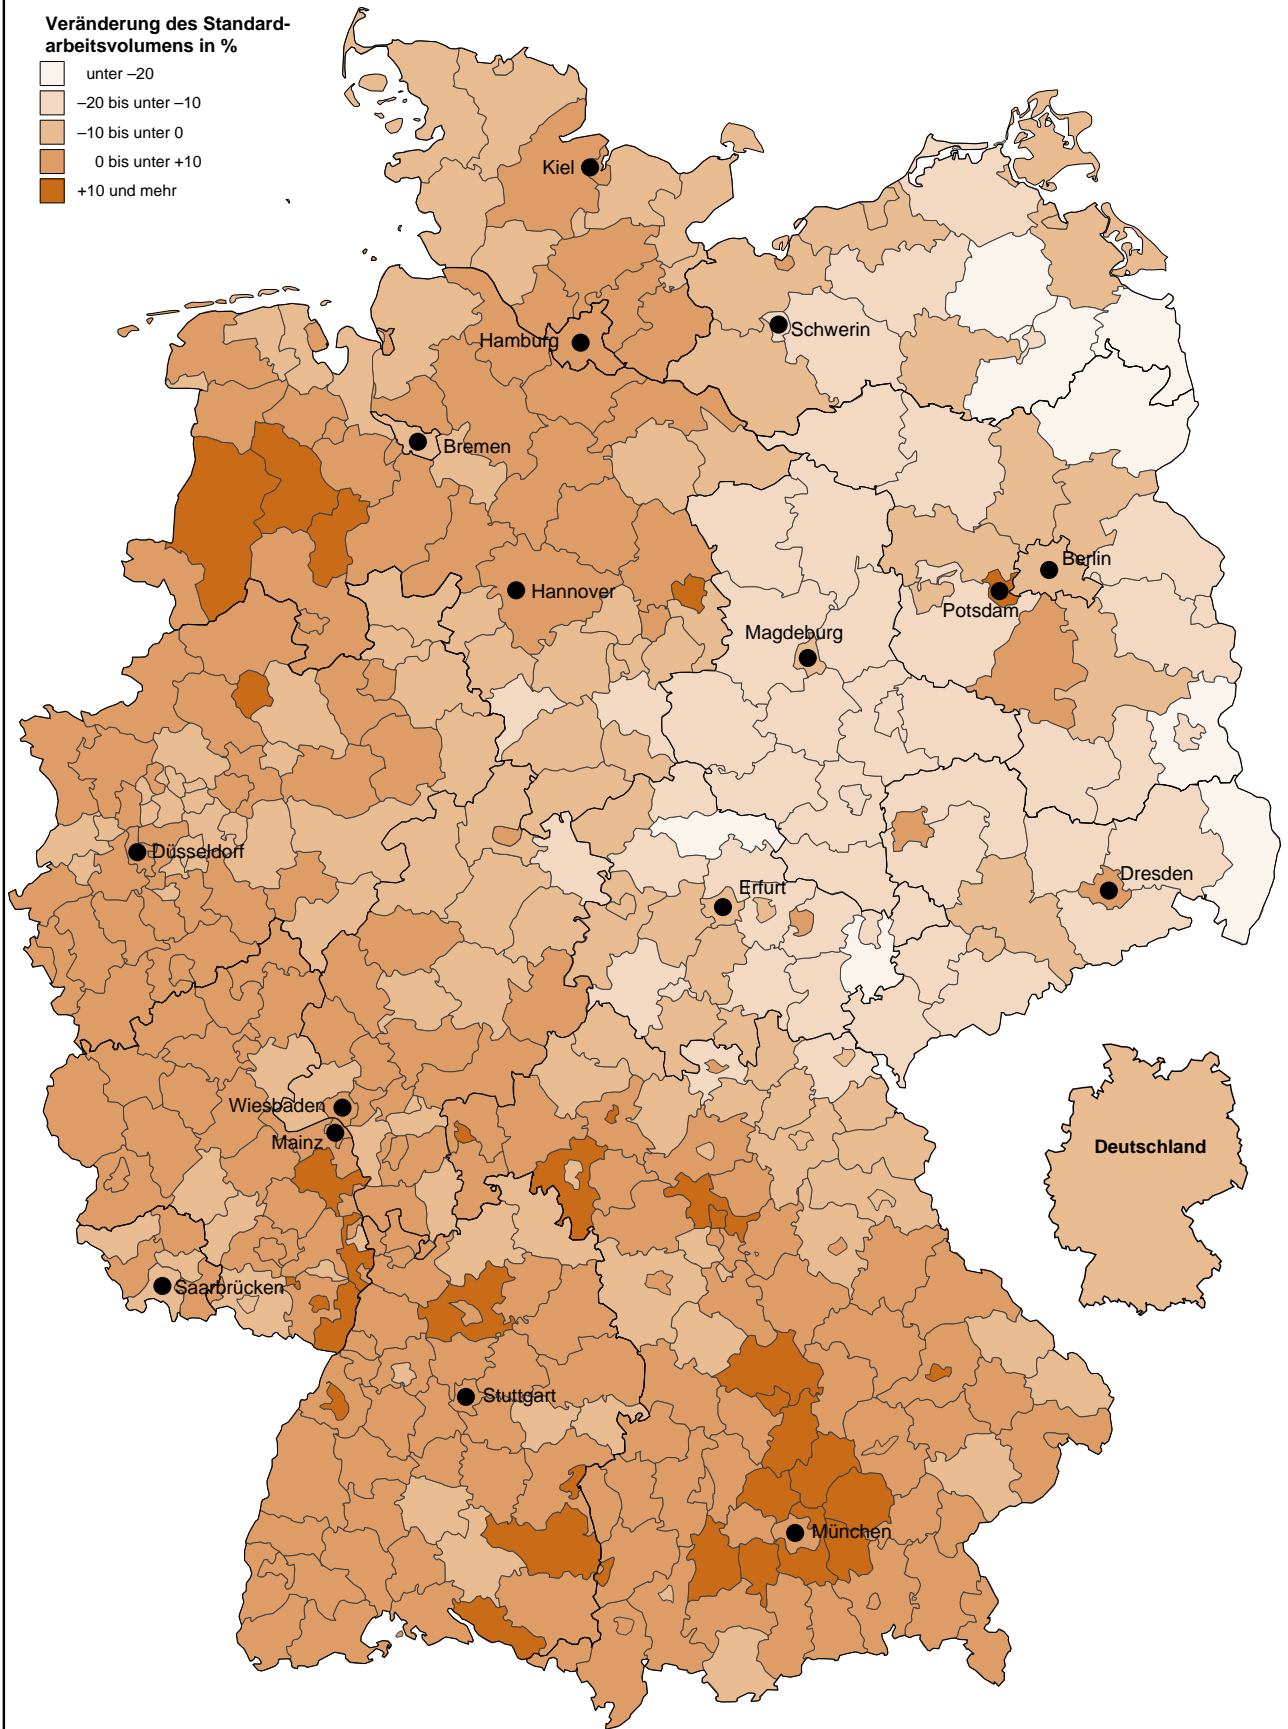 Veränderung des Standard-
arbeitsvolumens in %
unter –20
–20 bis unter –10
–10 bis unter 0
0 bis unter +10
+10 und mehr
Kiel
Schwerin
Hamburg
Bremen
Berlin
Hannover
Potsdam
Magdeburg
Düsseldorf
Dresden
Erfurt
Wiesbaden
Mainz
Deutschland
Saarbrücken
Stuttgart
München